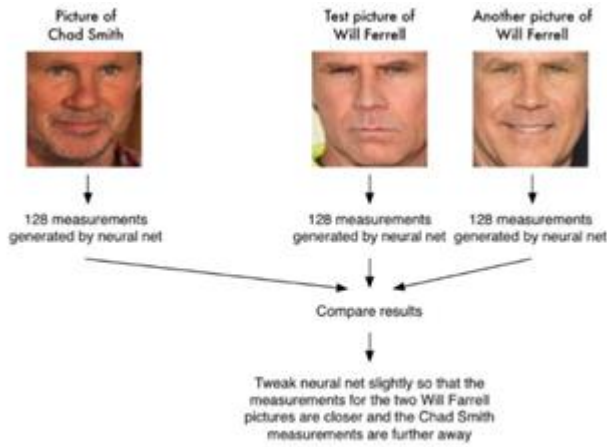 Picture of
Chad Smith
Test picture of
Will Ferrell
Another picture of
Will Ferrell
128 measurements
generated by neural net
128 measurements
generated by neural net
128 measurements
generated by neural net
Compare results
Tweak neural net slightly so that the
measurements for the two Will Farrell
pictures are closer and the Chad Smith
measurements are further away